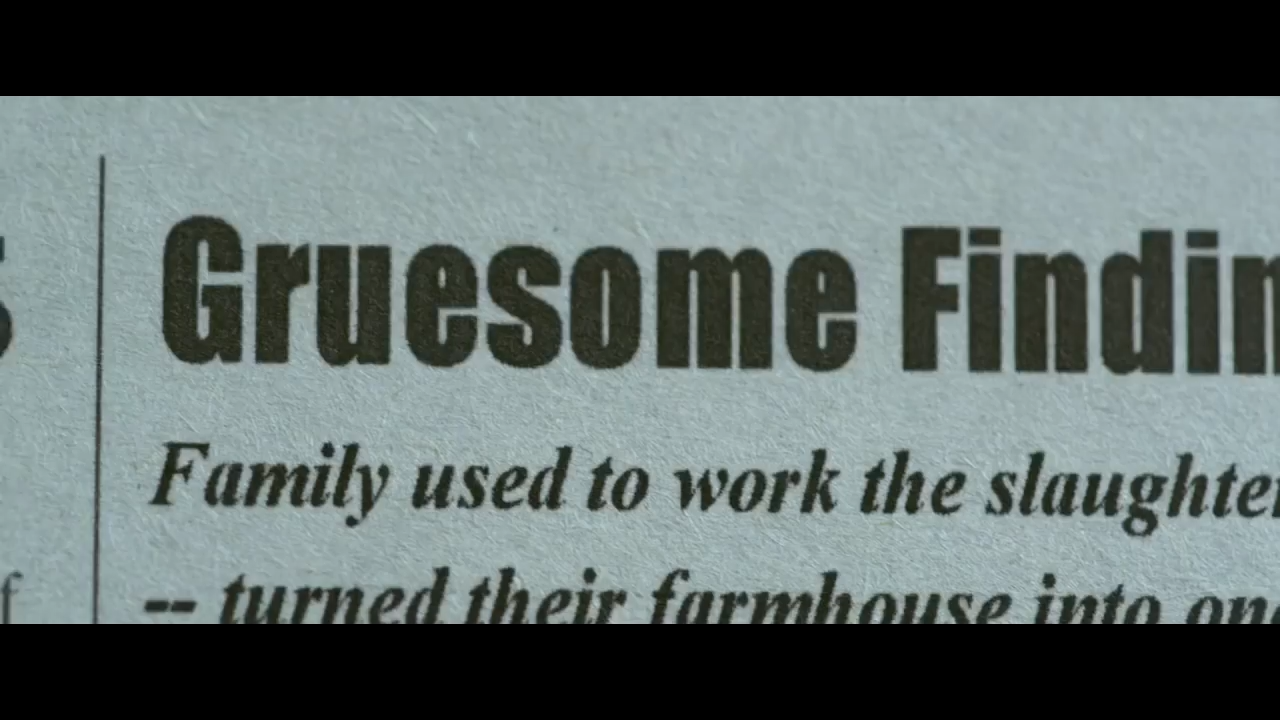 Gruesome Findin
Family used to work the slaughter
-- turned their farmhouse into one